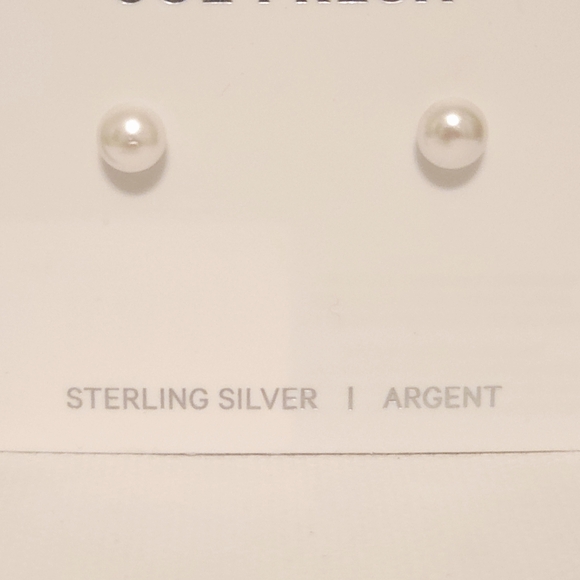 STERLING SILVER | ARGENT